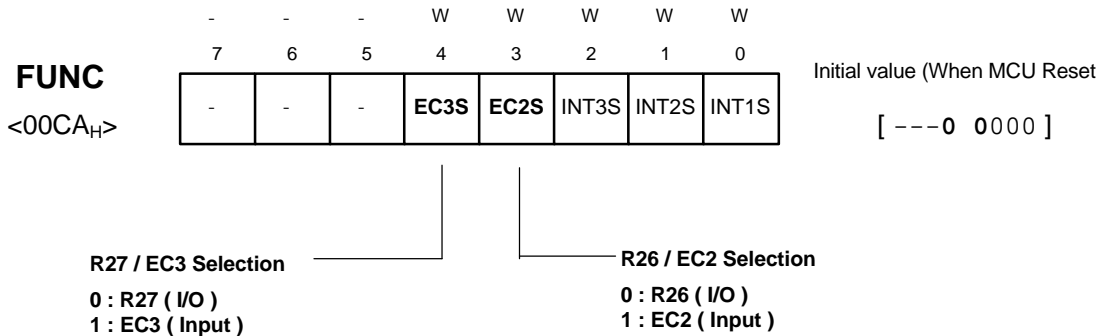 - - - W W W W W
7 6 5 4 3 2 1 0
FUNC
<00CAH>
- - - EC3S EC2S INT3S INT2S INT1S
Initial value (When MCU Reset
[ ---0 0000 ]
R27 / EC3 Selection
0 : R27 ( I/O )
1 : EC3 ( Input )
R26 / EC2 Selection
0 : R26 ( I/O )
1 : EC2 ( Input )